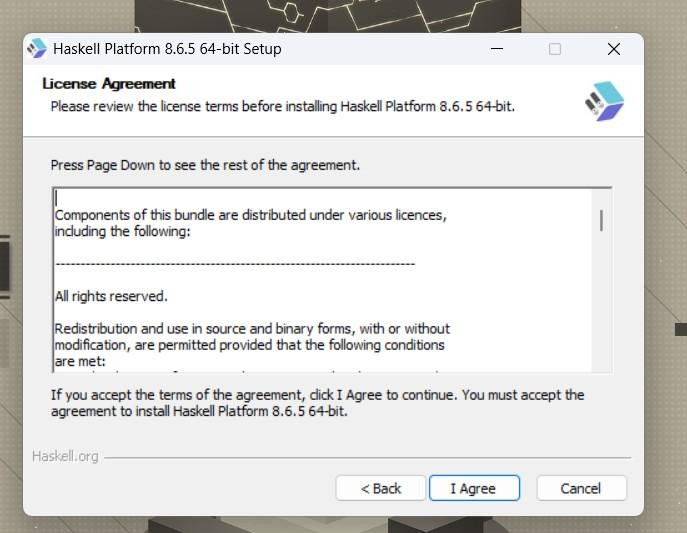 Haskell Platform 8.6.5 64-bit Setup
License Agreement
Please review the license terms before installing Haskell Platform 8.6.5 64-bit.
Press Page Down to see the rest of the agreement.
Components of this bundle are distributed under various licences,
including the following:
------------------------------------------------------------------------
All rights reserved.
Redistribution and use in source and binary forms, with or without
modification, are permitted provided that the following conditions
are met:
If you accept the terms of the agreement, click I Agree to continue. You must accept the
agreement to install Haskell Platform 8.6.5 64-bit.
Haskell.org
< Back I Agree Cancel